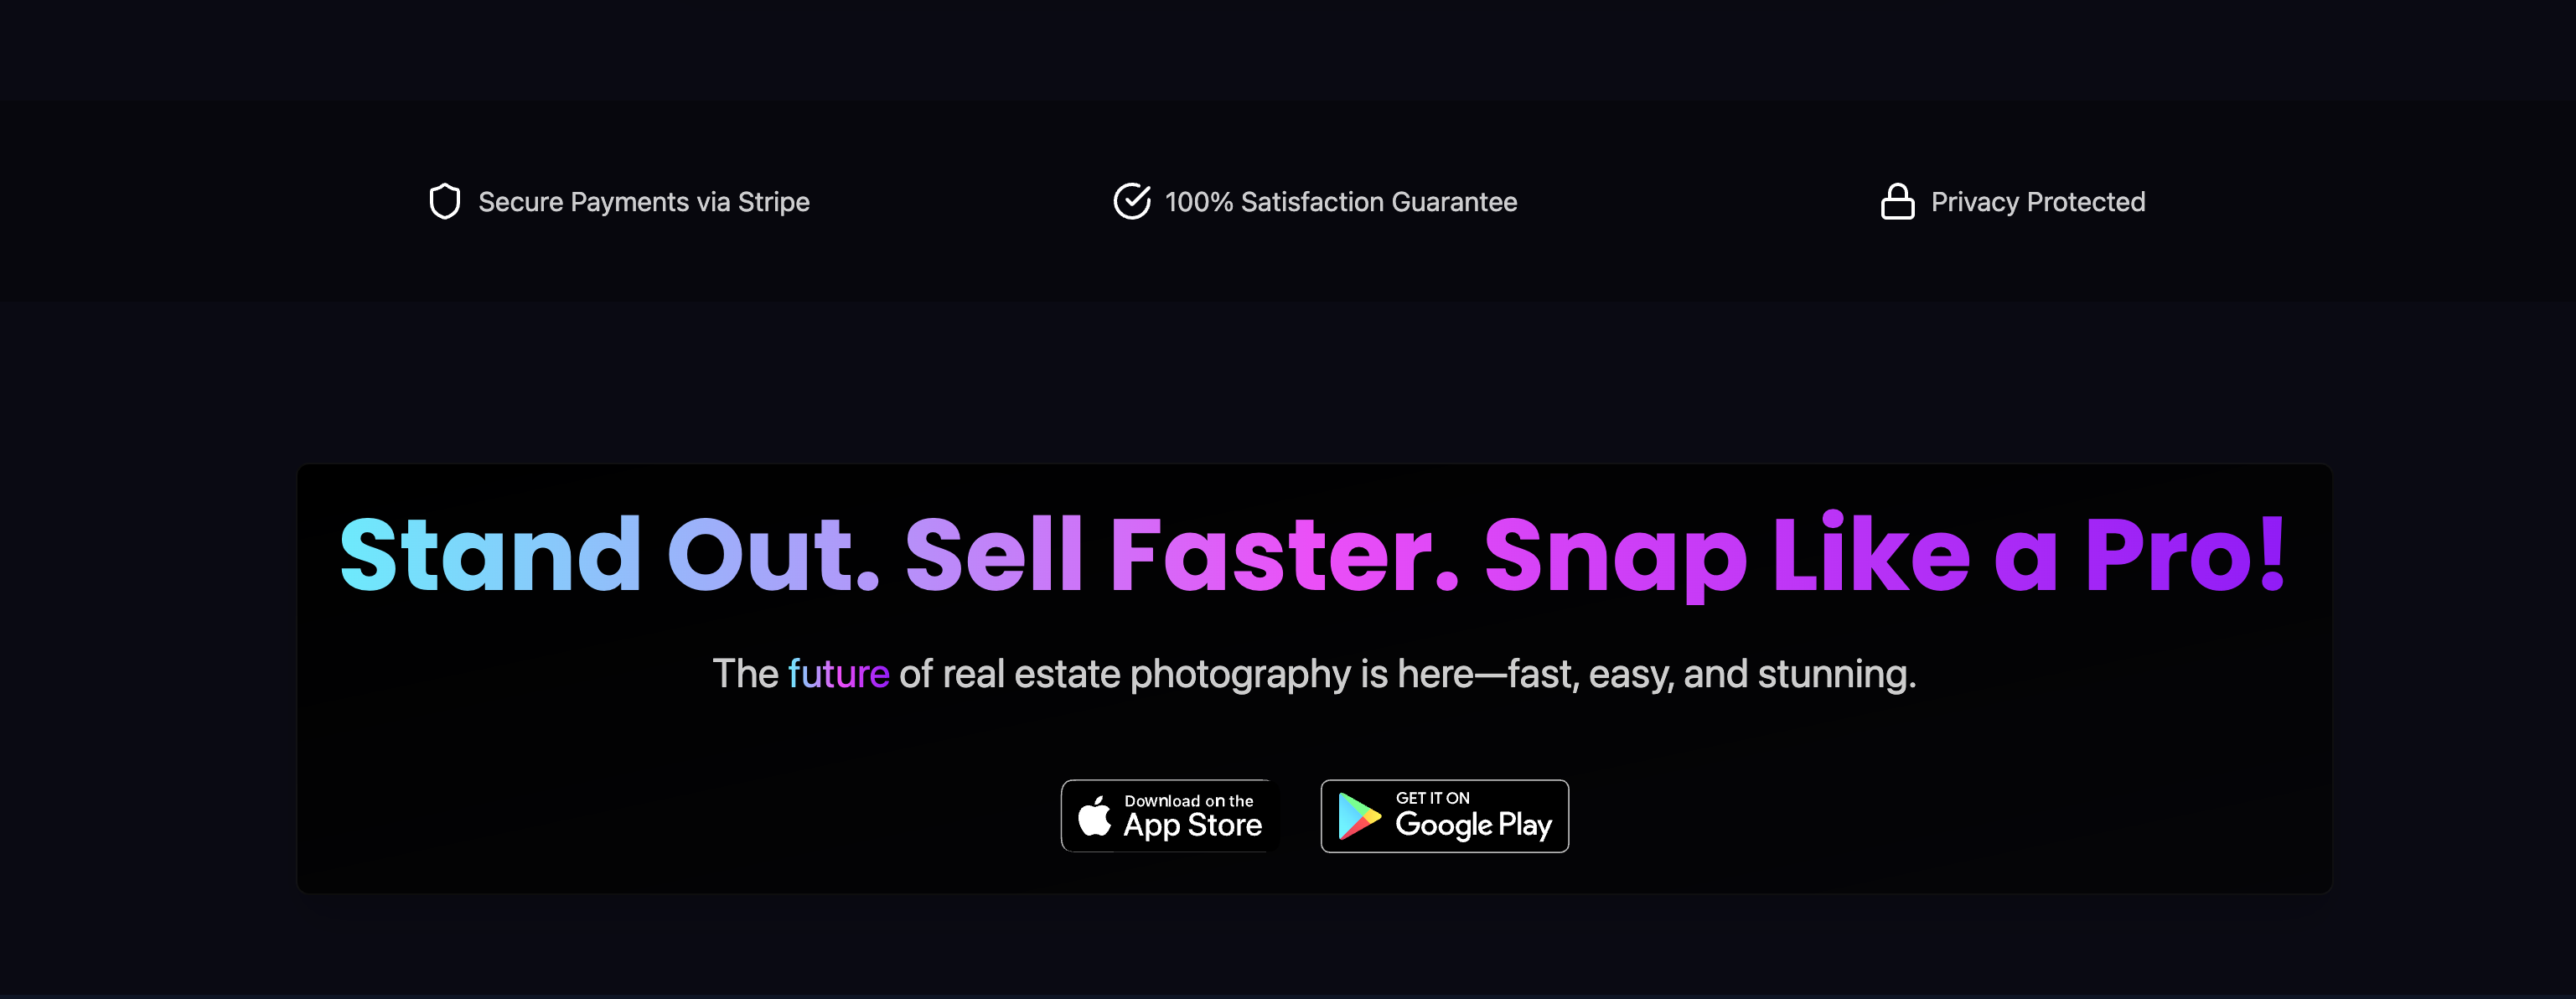 Secure Payments via Stripe
100% Satisfaction Guarantee
Privacy Protected
Stand Out. Sell Faster. Snap Like a Pro!
The future of real estate photography is here—fast, easy, and stunning.
Download on the
App Store
GET IT ON
Google Play